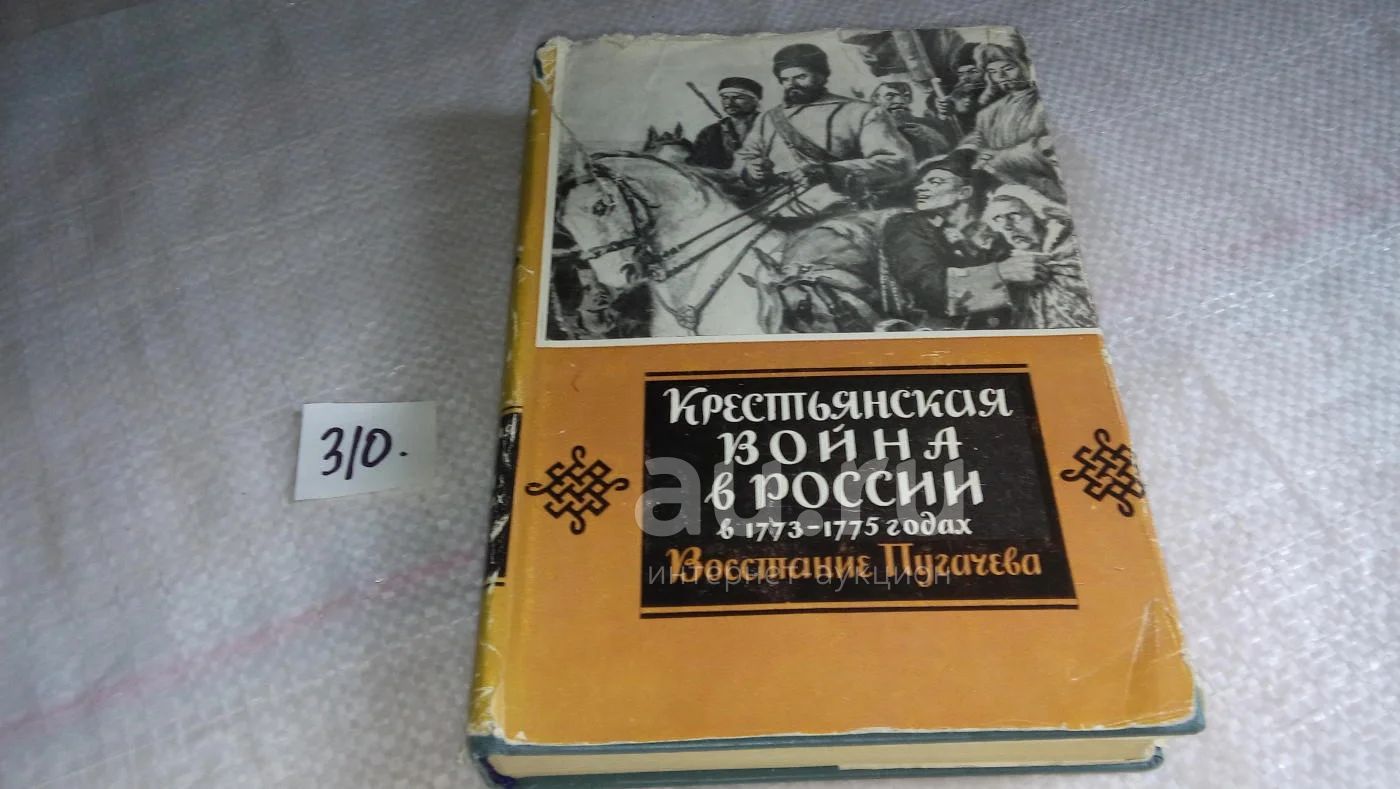 310.
Крестьянская
война
в России
в 1773–1775 годах
Восстание Пугачева
au.ru
интернет-аукцион